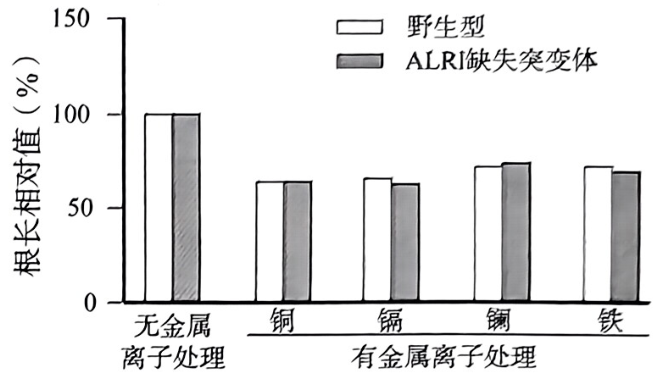 根长相对值（%）
150
100
50
0
野生型
ALRI缺失突变体
无金属
离子处理
铜
镉
镧
铁
有金属离子处理